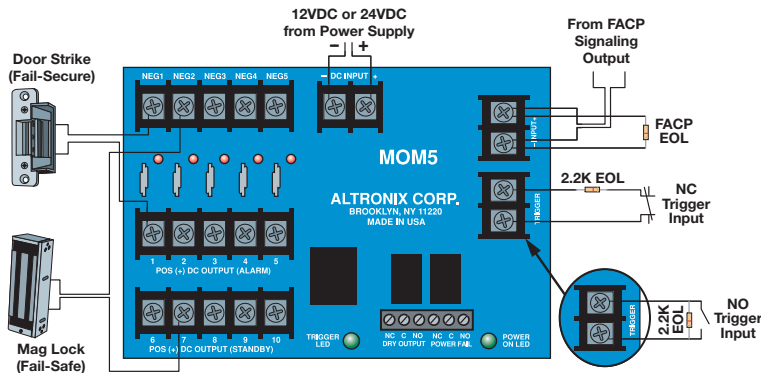 12VDC or 24VDC
from Power Supply
− +
From FACP
Signaling
Output
Door Strike
(Fail-Secure)
NEG1 NEG2 NEG3 NEG4 NEG5
− DC INPUT +
− INPUT+
FACP
EOL
MOM5
ALTRONIX CORP.
BROOKLYN, NY 11220
MADE IN USA
2.2K EOL
NC
Trigger
Input
TRIGGER
1 2 3 4 5
POS (+) DC OUTPUT (ALARM)
Mag Lock
(Fail-Safe)
6 7 8 9 10
POS (+) DC OUTPUT (STANDBY)
TRIGGER
LED
NC C NO NC C NO
DRY OUTPUT POWER FAIL
POWER
ON LED
TRIGGER
2.2K
EOL
NO
Trigger
Input